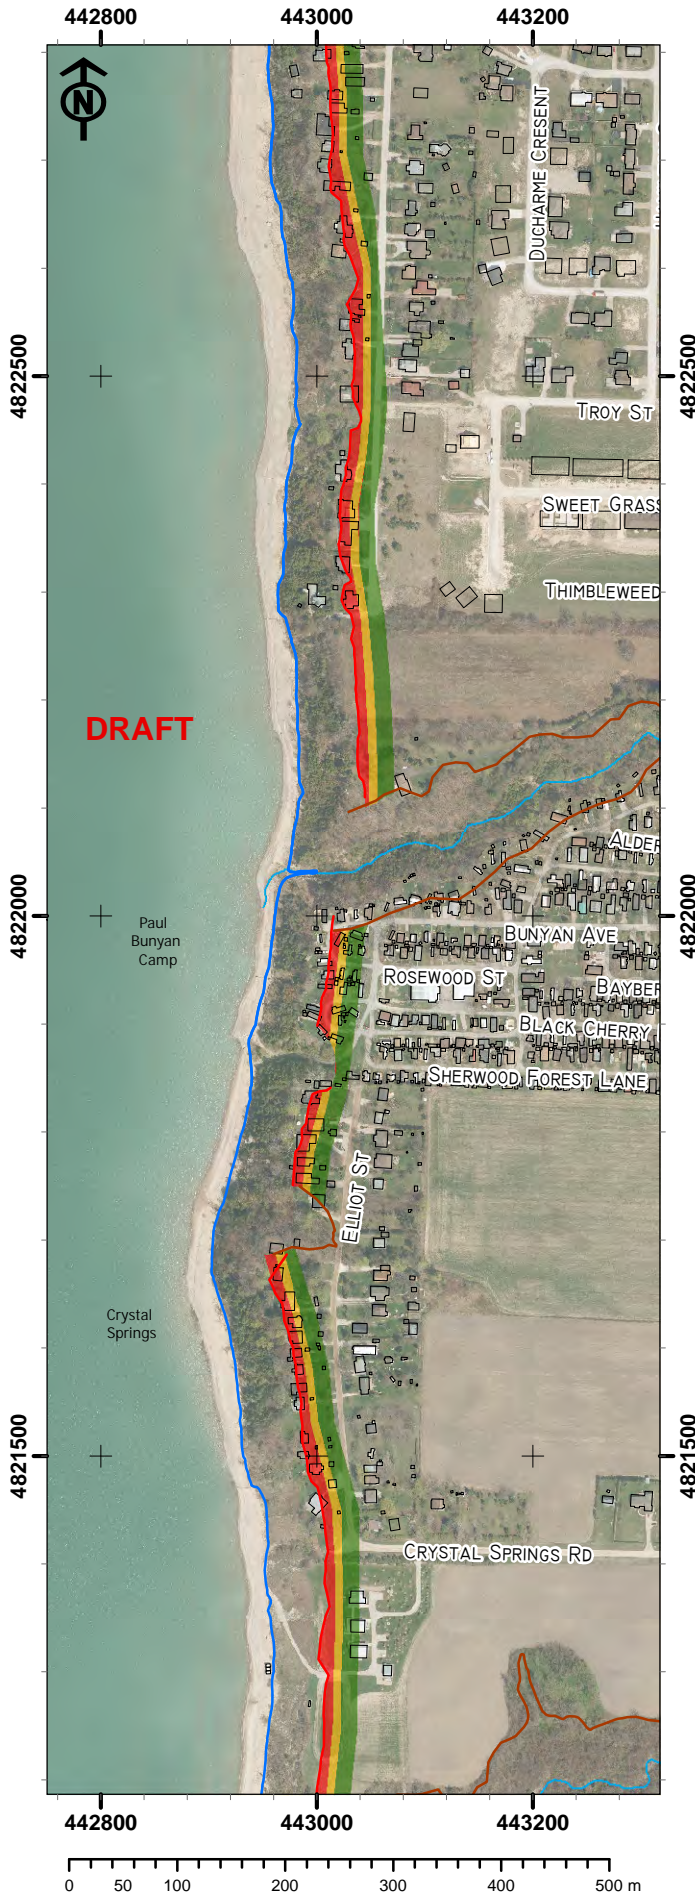 442800 443000 443200
N
DUCHARME CRESENT
4822500 4822500
TROY ST
SWEET GRASS
THIMBLEWEED
DRAFT
ALDER
4822000 4822000
Paul
Bunyan
Camp
BUNYAN AVE
ROSEWOOD ST
BAYBER
BLACK CHERRY
SHERWOOD FOREST LANE
ELLIOT ST
Crystal
Springs
4821500 4821500
CRYSTAL SPRINGS RD
442800 443000 443200
0 50 100 200 300 400 500 m